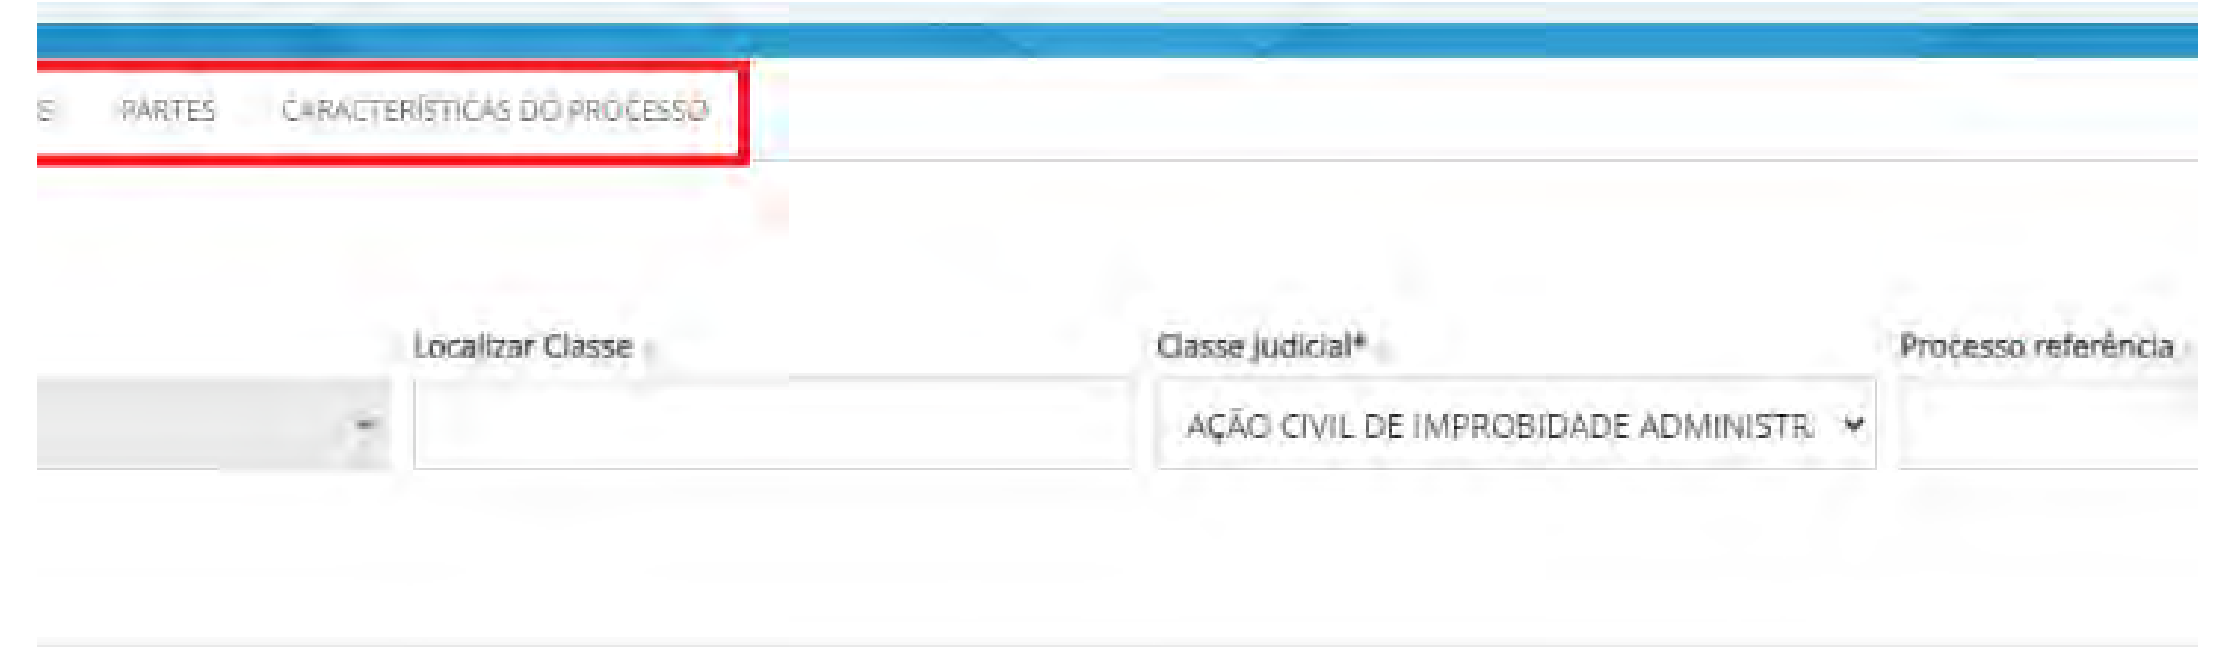 S PARTES CARACTERÍSTICAS DO PROCESSO
Localizar Classe Classe judicial* Processo referência
AÇÃO CIVIL DE IMPROBIDADE ADMINISTR